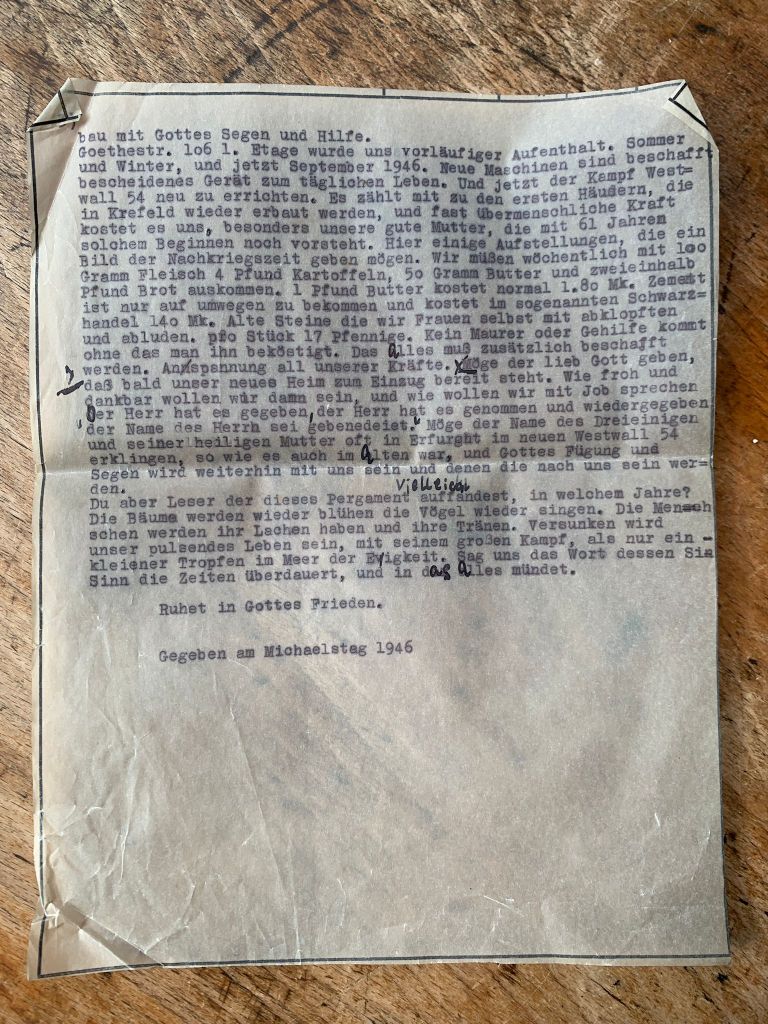 bau mit Gottes Segen und Hilfe.
Goethestr. 1o6 1. Etage wurde uns vorläufiger Aufenthalt. Sommer
und Winter, und jetzt September 1946. Neue Maschinen sind beschafft
bescheidenes Gerät zum täglichen Leben. Und jetzt der Kampf West=
wall 54 neu zu errichten. Es zählt mit zu den ersten Häudern, die
in Krefeld wieder erbaut werden, und fast übermenschliche Kraft
kostet es uns, besonders unsere gute Mutter, die mit 61 Jahren
solchem Beginnen noch vorsteht. Hier einige Aufstellungen, die ein
Bild der Nachkriegszeit geben mögen. Wir müßen wöchentlich mit 1oo
Gramm Fleisch 4 Pfund Kartoffeln, 5o Gramm Butter und zweieinhalb
Pfund Brot auskommen. 1 Pfund Butter kostet normal 1.8o Mk. Zement
ist nur auf umwegen zu bekommen und kostet im sogenannten Schwarz=
handel 14o Mk. Alte Steine die wir Frauen selbst mit abklopften
und abluden. pro Stück 17 Pfennige. Kein Maurer oder Gehilfe kommt
ohne das man ihn beköstigt. Das Alles muß zusätzlich beschafft
werden. Anspannung all unserer Kräfte. Möge der lieb Gott geben,
daß bald unser neues Heim zum Einzug bereit steht. Wie froh und
dankbar wollen wur damn sein, und wie wollen wir mit Job sprechen
"Der Herr hat es gegeben, der Herr hat es genommen und wiedergegeben
der Name des Herrn sei gebenedeiet." Möge der Name des Dreieinigen
und seiner heiligen Mutter oft in Erfurght im neuen Westwall 54
erklingen, so wie es auch im Alten war, und Gottes Fügung und
Segen wird weiterhin mit uns sein und denen die nach uns sein wer=
den.
vielleicht
Du aber Leser der dieses Pergament auffandest, in welchem Jahre?
Die Bäume werden wieder blühen die Vögel wieder singen. Die Men
schen werden ihr Lachen haben und ihre Tränen. Versunken wird
unser pulsendes Leben sein, mit seinem großen Kampf, als nur ein -
kleiener Tropfen im Meer der Ewigkeit. Sag uns das Wort dessen Sin
Sinn die Zeiten überdauert, und in das Alles mündet.
Ruhet in Gottes Frieden.
Gegeben am Michaelstag 1946